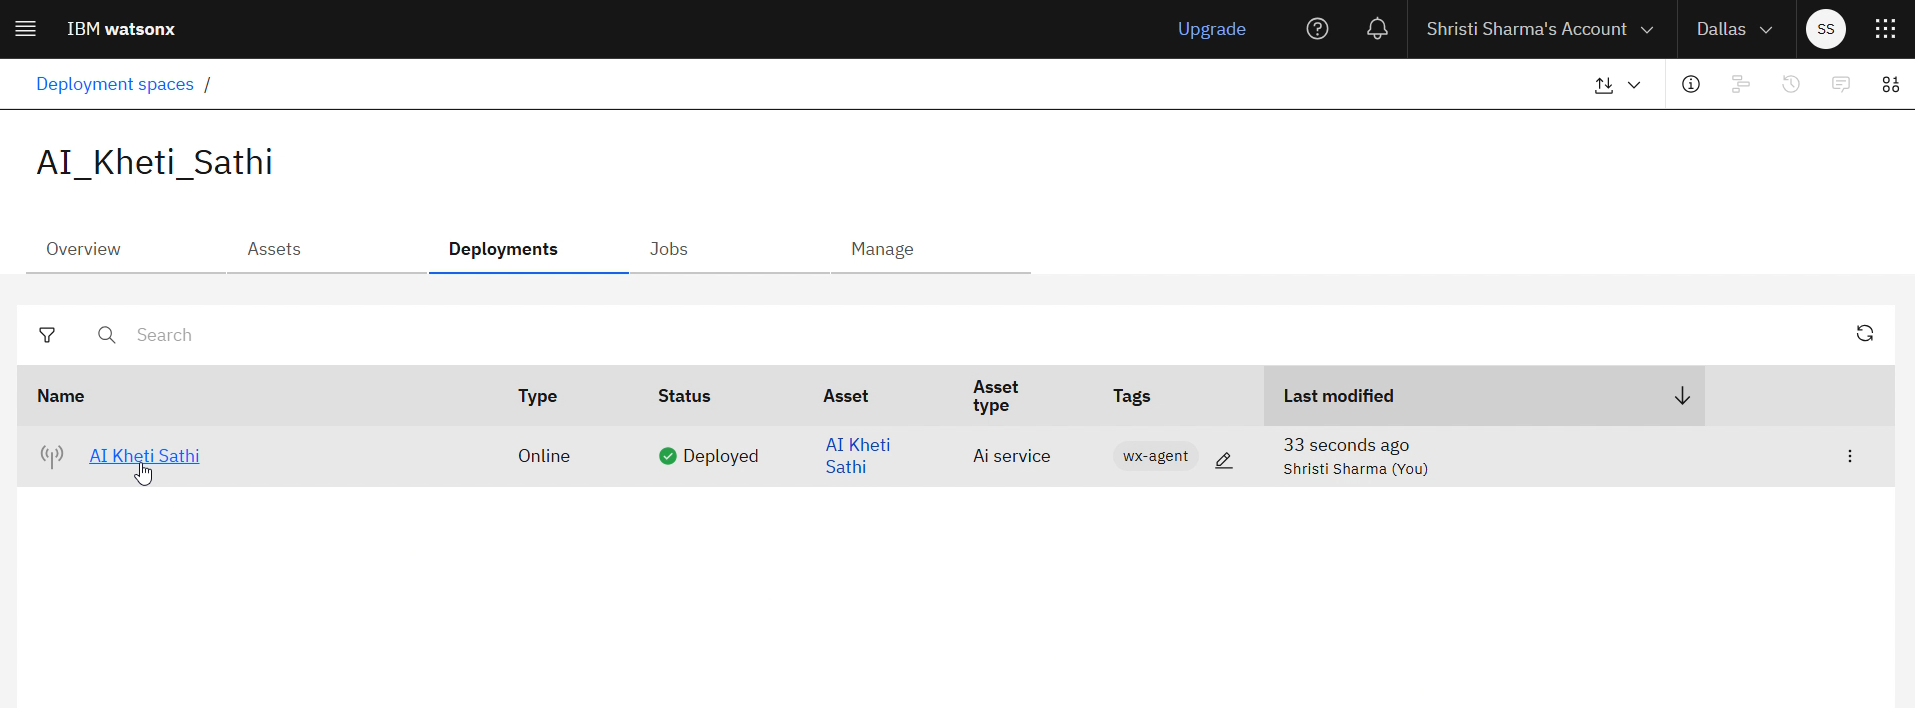 IBM watsonx
Upgrade
Shristi Sharma's Account
Dallas
SS
Deployment spaces /
AI_Kheti_Sathi
Overview
Assets
Deployments
Jobs
Manage
Search
Name
Type
Status
Asset
Asset
type
Tags
Last modified
AI Kheti Sathi
Online
Deployed
AI Kheti
Sathi
Ai service
wx-agent
33 seconds ago
Shristi Sharma (You)